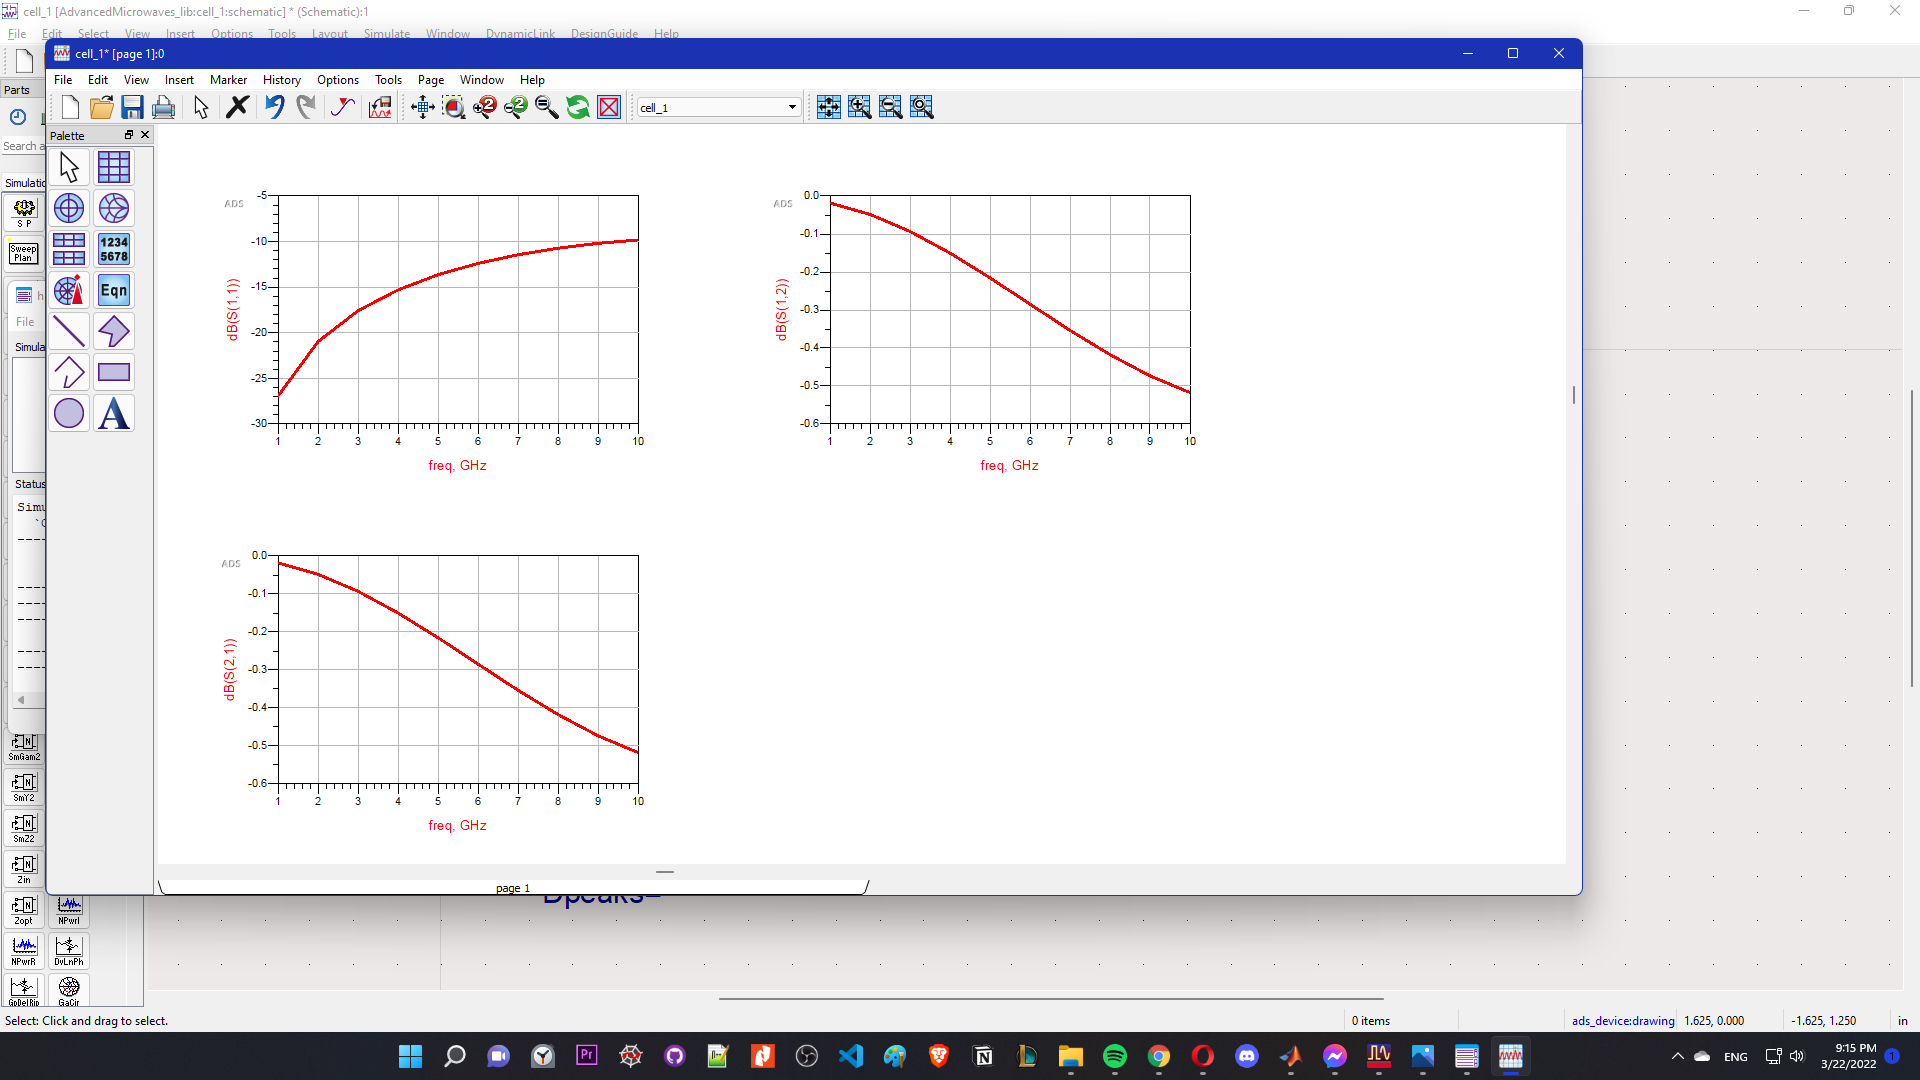 cell_1 [AdvancedMicrowaves_lib:cell_1:schematic] * (Schematic):1
File Edit Select View Insert Options Tools Layout Simulate Window DynamicLink DesignGuide Help
cell_1* [page 1]:0
File Edit View Insert Marker History Options Tools Page Window Help
cell_1
Parts
Palette
Search a
Simulatio
S P
Sweep
Plan
1234
5678
Eqn
File
Simula
Status
Simu
ADS
-5
-10
-15
-20
-25
-30
dB(S(1,1))
1 2 3 4 5 6 7 8 9 10
freq, GHz
ADS
0.0
-0.1
-0.2
-0.3
-0.4
-0.5
-0.6
dB(S(1,2))
1 2 3 4 5 6 7 8 9 10
freq, GHz
ADS
0.0
-0.1
-0.2
-0.3
-0.4
-0.5
-0.6
dB(S(2,1))
1 2 3 4 5 6 7 8 9 10
freq, GHz
page 1
SmGam2
SmY2
SmZ2
Zin
Zopt NPwrI
NPwrR DvLnPh
GpDelRip GaCir
Select: Click and drag to select.
0 items
ads_device:drawing 1.625, 0.000 -1.625, 1.250 in
Pr
ENG
9:15 PM
3/22/2022
1